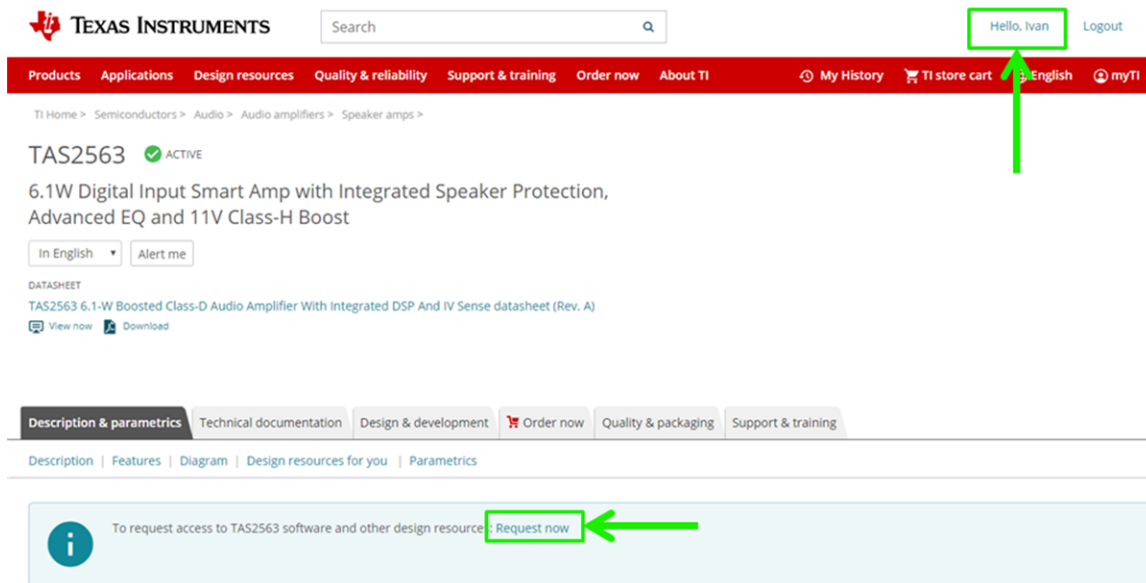 TEXAS INSTRUMENTS Search Hello, Ivan Logout
Products Applications Design resources Quality & reliability Support & training Order now About TI My History TI store cart English myTI
TI Home > Semiconductors > Audio > Audio amplifiers > Speaker amps >
TAS2563 ACTIVE
6.1W Digital Input Smart Amp with Integrated Speaker Protection,
Advanced EQ and 11V Class-H Boost
In English Alert me
DATASHEET
TAS2563 6.1-W Boosted Class-D Audio Amplifier With Integrated DSP And IV Sense datasheet (Rev. A)
View now Download
Description & parametrics Technical documentation Design & development Order now Quality & packaging Support & training
Description | Features | Diagram | Design resources for you | Parametrics
To request access to TAS2563 software and other design resources: Request now